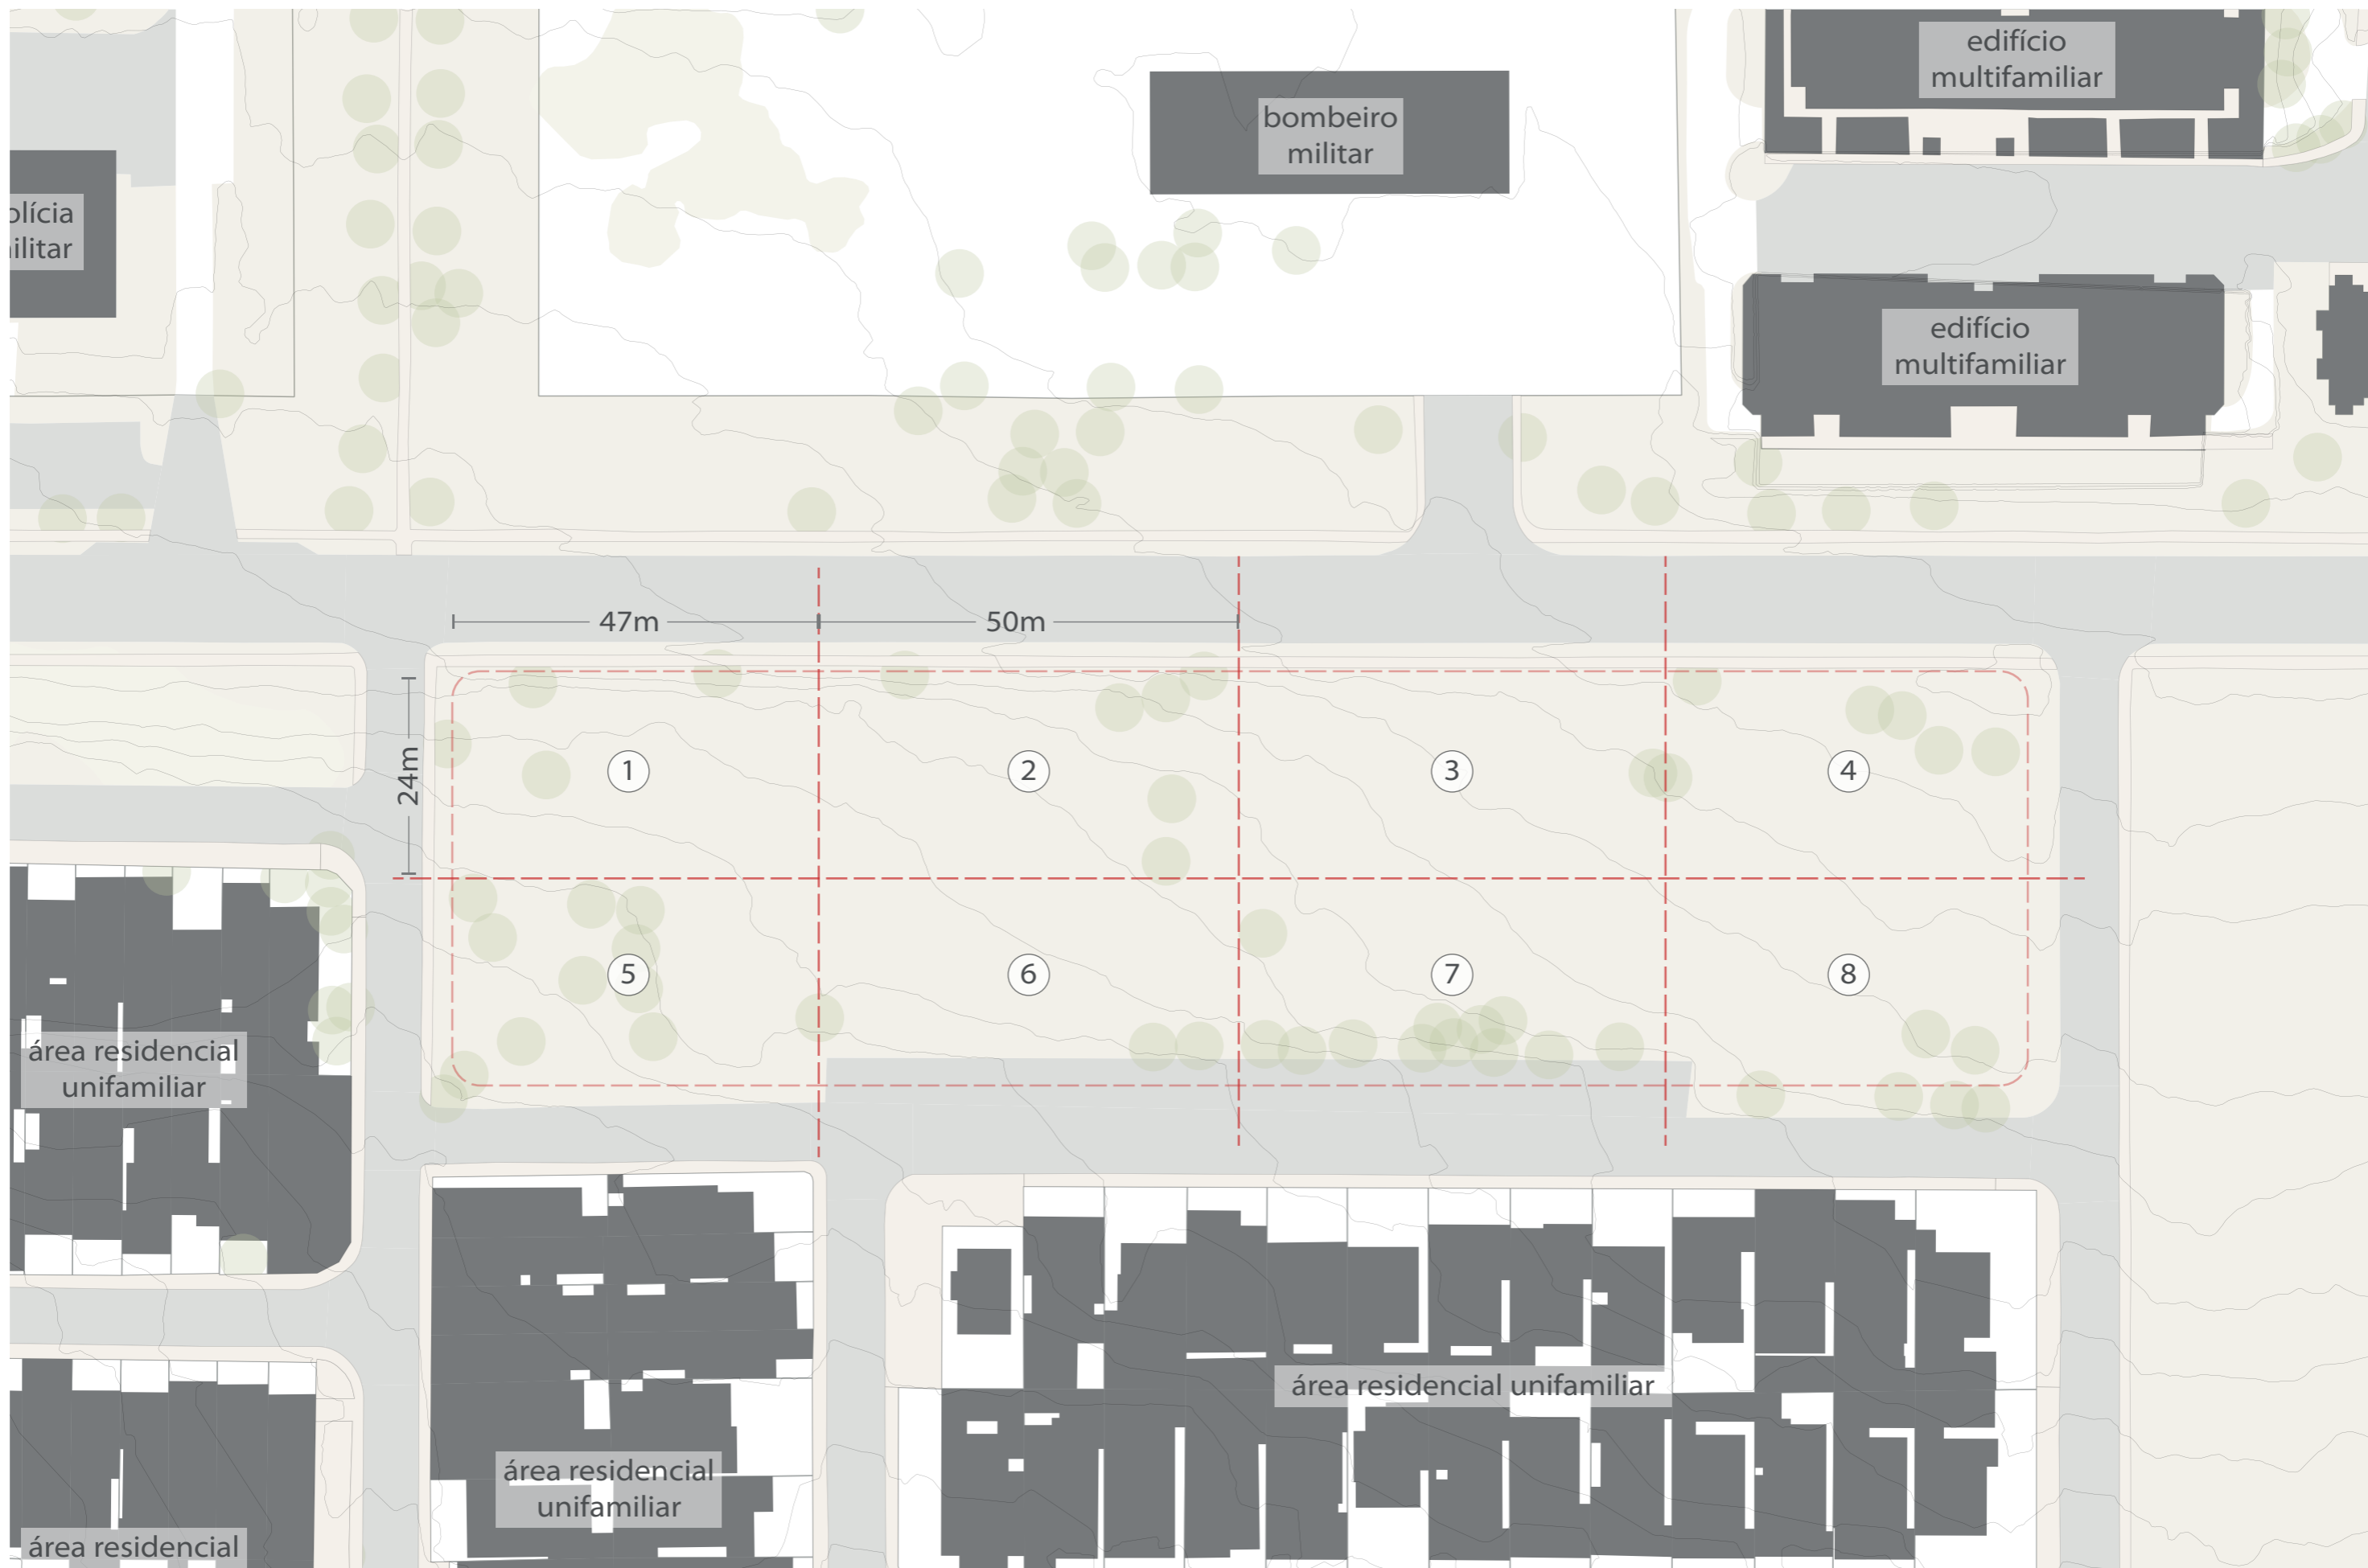 edifício
multifamiliar
bombeiro
militar
olícia
ilitar
edifício
multifamiliar
47m
50m
24m
1
2
3
4
5
6
7
8
área residencial
unifamiliar
área residencial unifamiliar
área residencial
unifamiliar
área residencial